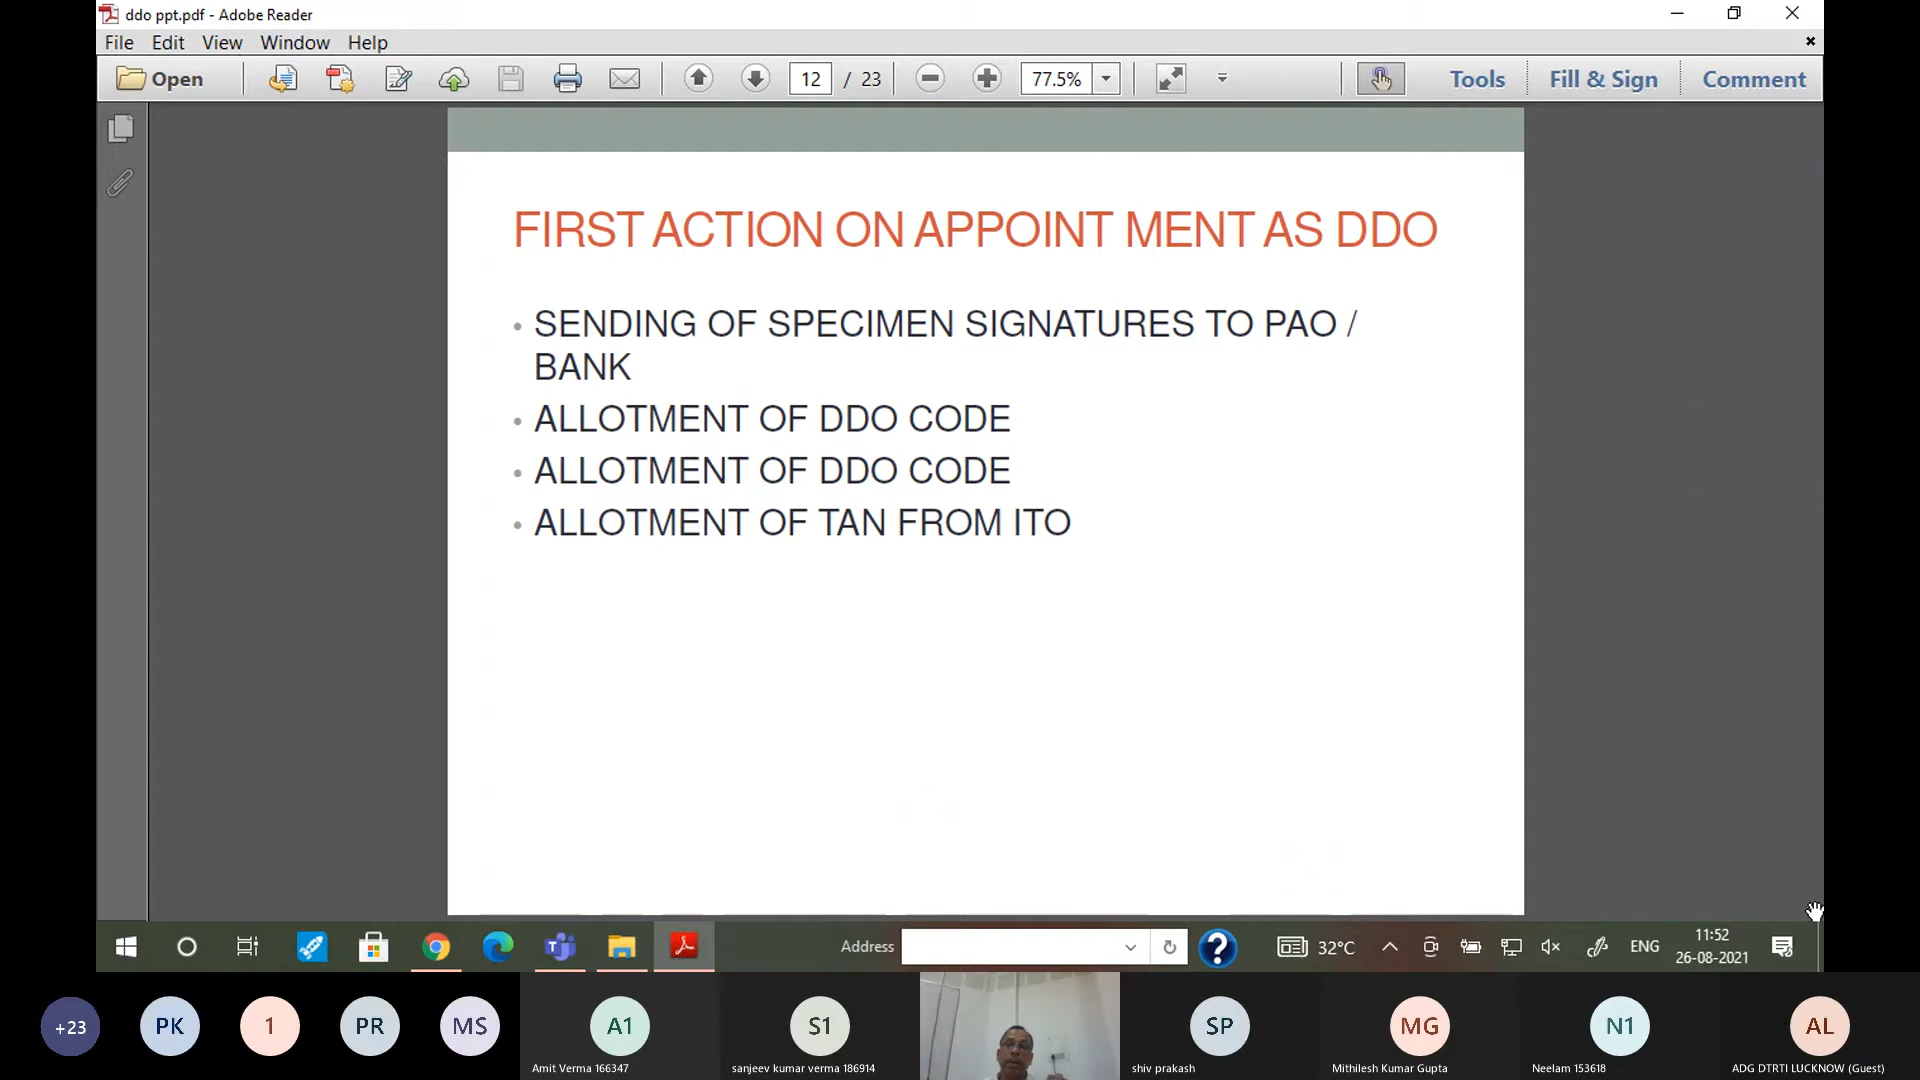 ddo ppt.pdf - Adobe Reader
File Edit View Window Help
Open 12 / 23 77.5% Tools Fill & Sign Comment
FIRST ACTION ON APPOINT MENT AS DDO
• SENDING OF SPECIMEN SIGNATURES TO PAO /
BANK
• ALLOTMENT OF DDO CODE
• ALLOTMENT OF DDO CODE
• ALLOTMENT OF TAN FROM ITO
Address 32°C ENG 11:52
26-08-2021
+23 PK 1 PR MS A1 S1 SP MG N1 AL
Amit Verma 166347 sanjeev kumar verma 186914 shiv prakash Mithilesh Kumar Gupta Neelam 153618 ADG DTRTI LUCKNOW (Guest)